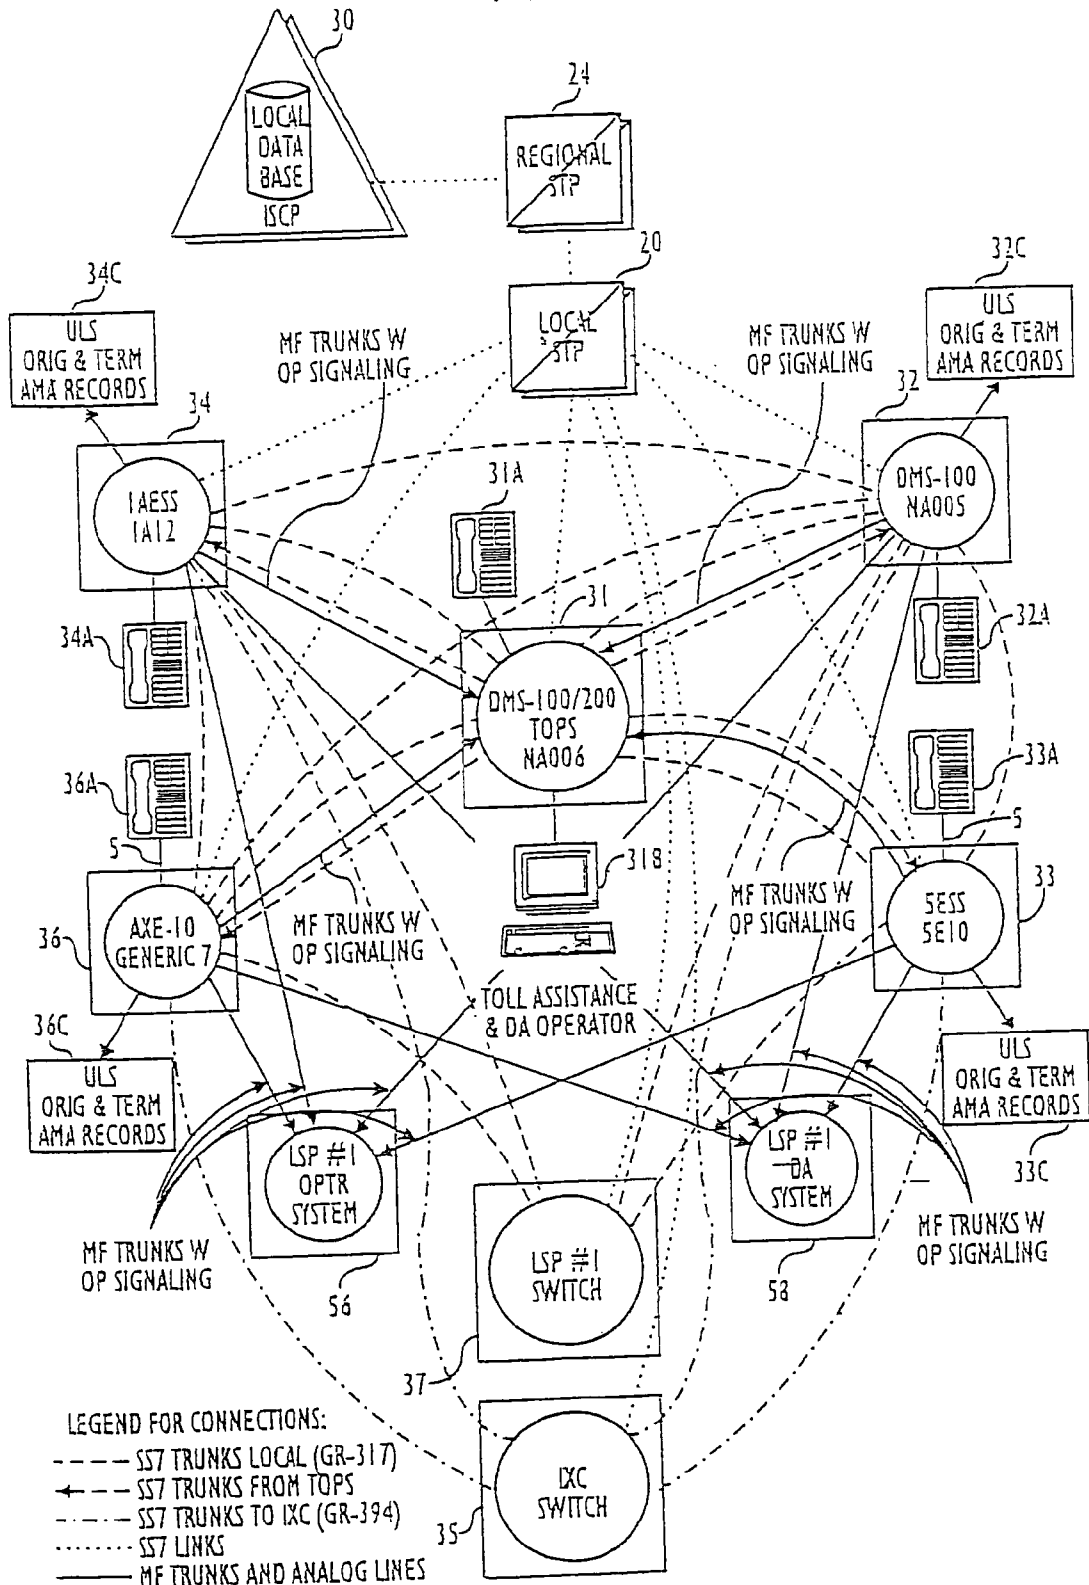 30
LOCAL
DATA
BASE
ISCP
24
REGIONAL
STP
20
LOCAL
STP
34C
ULS
ORIG & TERM
AMA RECORDS
MF TRUNKS W
OP SIGNALING
MF TRUNKS W
OP SIGNALING
32C
ULS
ORIG & TERM
AMA RECORDS
34
1AESS
1A12
31A
32
DMS-100
NA005
34A
31
DMS-100/200
TOPS
NA006
32A
36A
33A
5
5
31B
36
AXE-10
GENERIC 7
MF TRUNKS W
OP SIGNALING
MF TRUNKS W
OP SIGNALING
5ESS
5E10
33
TOLL ASSISTANCE
& DA OPERATOR
36C
ULS
ORIG & TERM
AMA RECORDS
ULS
ORIG & TERM
AMA RECORDS
33C
LSP #1
OPTR
SYSTEM
56
LSP #1
DA
SYSTEM
58
MF TRUNKS W
OP SIGNALING
MF TRUNKS W
OP SIGNALING
LSP #1
SWITCH
37
IXC
SWITCH
35
LEGEND FOR CONNECTIONS:
SS7 TRUNKS LOCAL (GR-317)
SS7 TRUNKS FROM TOPS
SS7 TRUNKS TO IXC (GR-394)
SS7 LINKS
MF TRUNKS AND ANALOG LINES